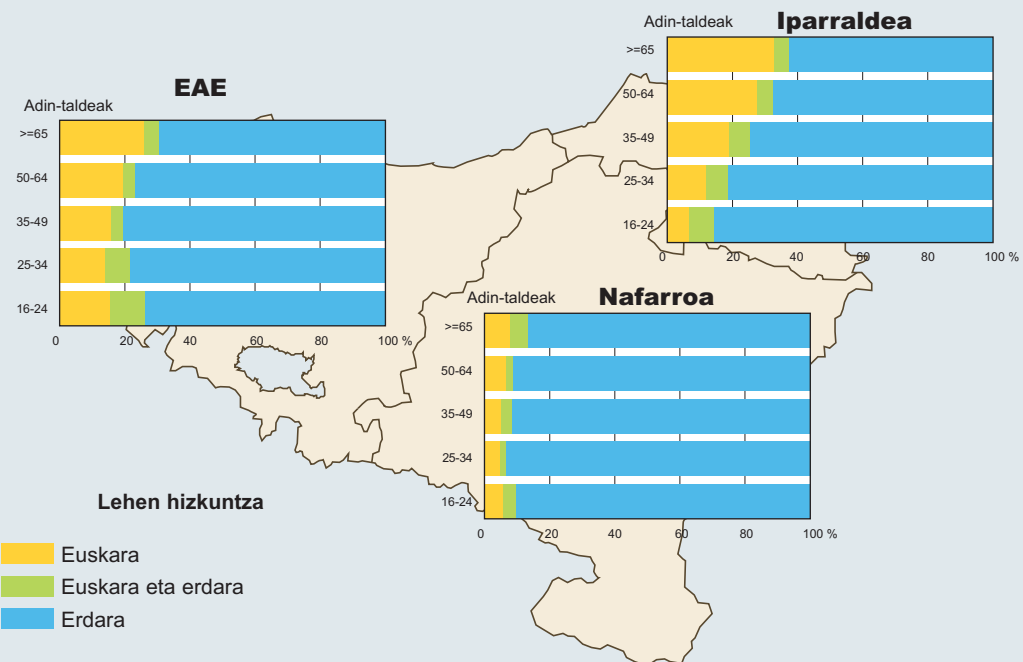 Iparraldea
Adin-taldeak
>=65
50-64
35-49
25-34
16-24
0 20 40 60 80 100 %
EAE
Adin-taldeak
>=65
50-64
35-49
25-34
16-24
0 20 40 60 80 100 %
Nafarroa
Adin-taldeak
>=65
50-64
35-49
25-34
16-24
0 20 40 60 80 100 %
Lehen hizkuntza
Euskara
Euskara eta erdara
Erdara